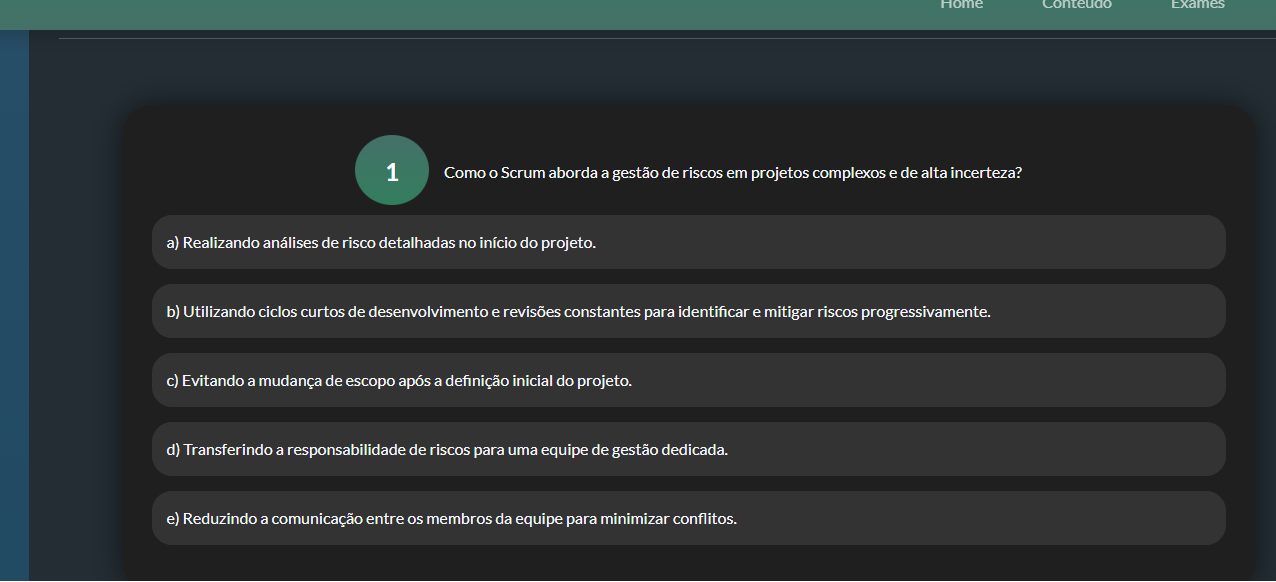 Home Conteúdo Exames
1
Como o Scrum aborda a gestão de riscos em projetos complexos e de alta incerteza?
a) Realizando análises de risco detalhadas no início do projeto.
b) Utilizando ciclos curtos de desenvolvimento e revisões constantes para identificar e mitigar riscos progressivamente.
c) Evitando a mudança de escopo após a definição inicial do projeto.
d) Transferindo a responsabilidade de riscos para uma equipe de gestão dedicada.
e) Reduzindo a comunicação entre os membros da equipe para minimizar conflitos.